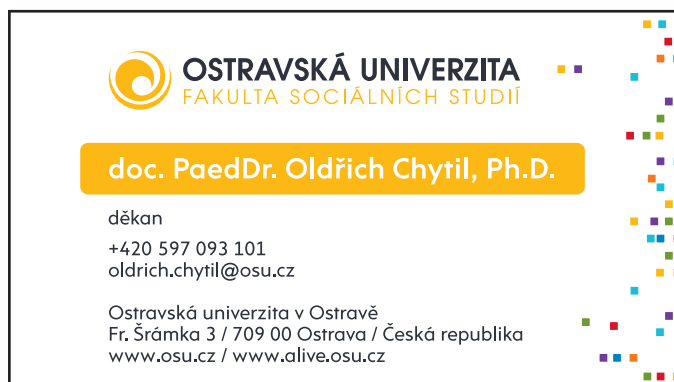 OSTRAVSKÁ UNIVERZITA
FAKULTA SOCIÁLNÍCH STUDIÍ
doc. PaedDr. Oldřich Chytil, Ph.D.
děkan
+420 597 093 101
oldrich.chytil@osu.cz
Ostravská univerzita v Ostravě
Fr. Šrámka 3 / 709 00 Ostrava / Česká republika
www.osu.cz / www.alive.osu.cz